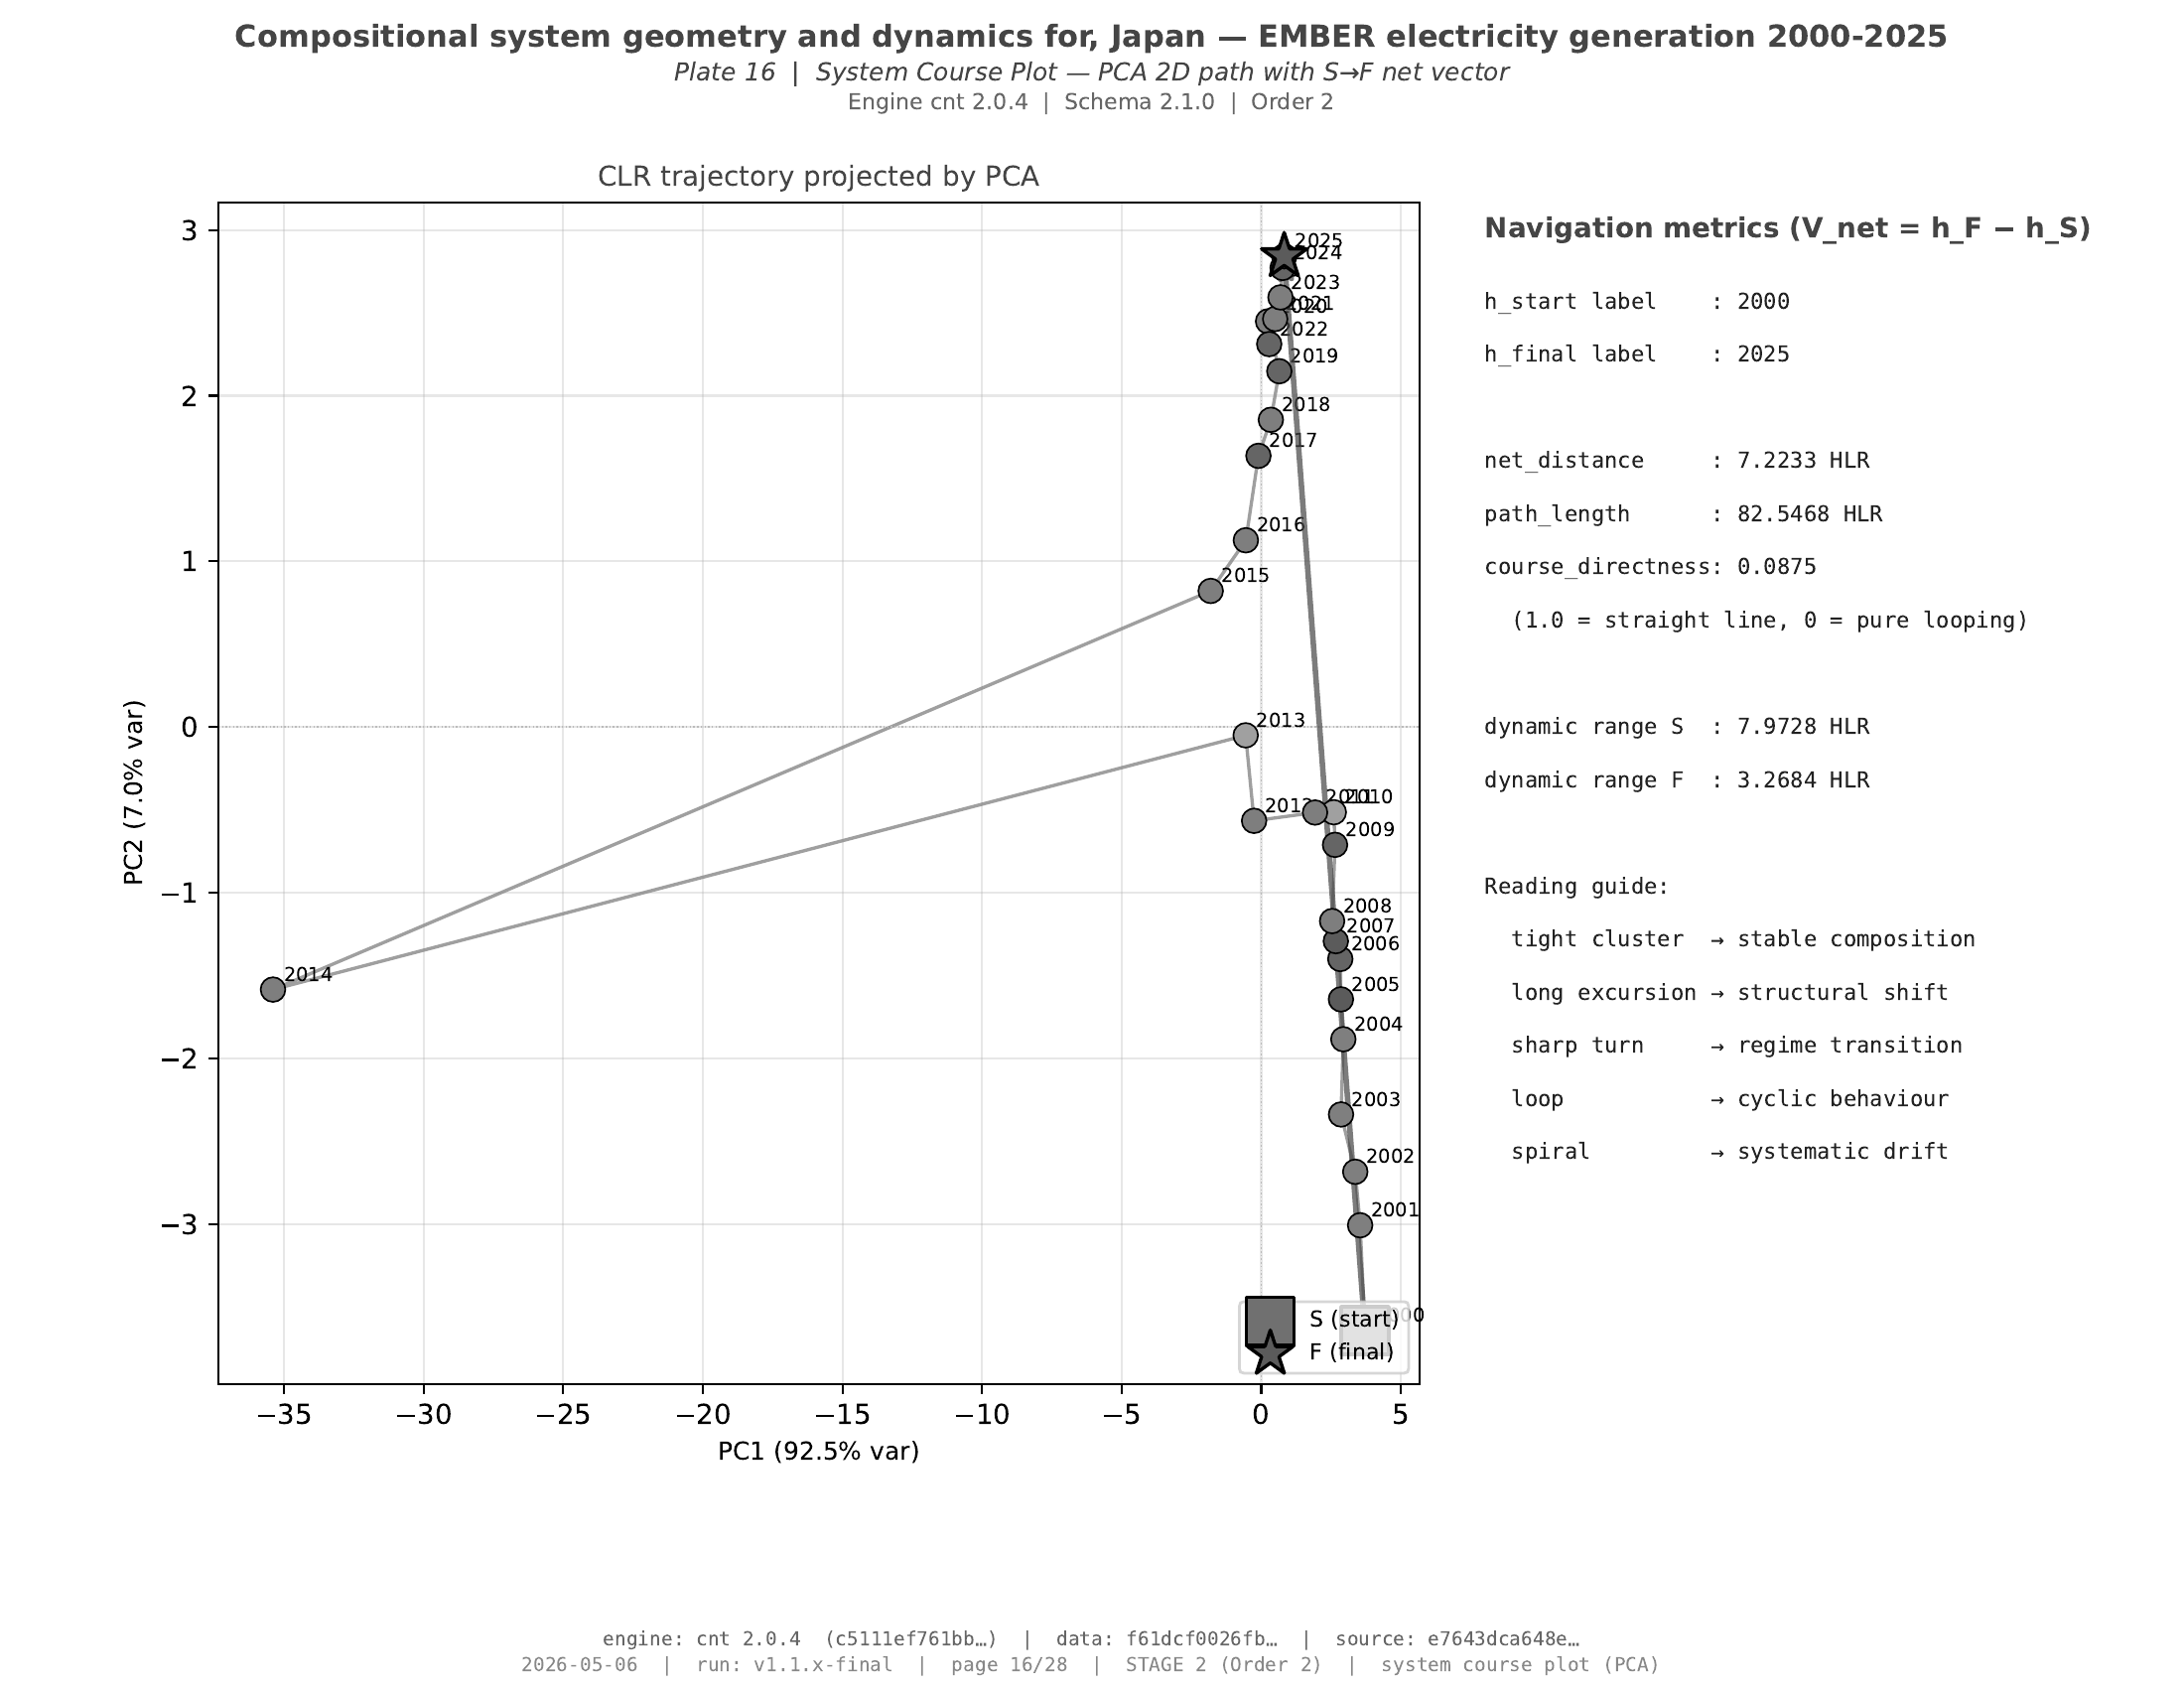 Compositional system geometry and dynamics for, Japan — EMBER electricity generation 2000-2025
Plate 16 | System Course Plot — PCA 2D path with S→F net vector
Engine cnt 2.0.4 | Schema 2.1.0 | Order 2
CLR trajectory projected by PCA
3
2
1
0
−1
−2
−3
PC2 (7.0% var)
2025
2024
2023
2021
2020
2022
2019
2018
2017
2016
2015
2013
2012
2011
2010
2009
2008
2007
2006
2014
2005
2004
2003
2002
2001
S (start)
F (final)
−35
−30
−25
−20
−15
−10
−5
0
5
PC1 (92.5% var)
Navigation metrics (V_net = h_F − h_S)
h_start label : 2000
h_final label : 2025
net_distance : 7.2233 HLR
path_length : 82.5468 HLR
course_directness: 0.0875
(1.0 = straight line, 0 = pure looping)
dynamic range S : 7.9728 HLR
dynamic range F : 3.2684 HLR
Reading guide:
tight cluster → stable composition
long excursion → structural shift
sharp turn → regime transition
loop → cyclic behaviour
spiral → systematic drift
engine: cnt 2.0.4 (c5111ef761bb…) | data: f61dcf0026fb… | source: e7643dca648e…
2026-05-06 | run: v1.1.x-final | page 16/28 | STAGE 2 (Order 2) | system course plot (PCA)